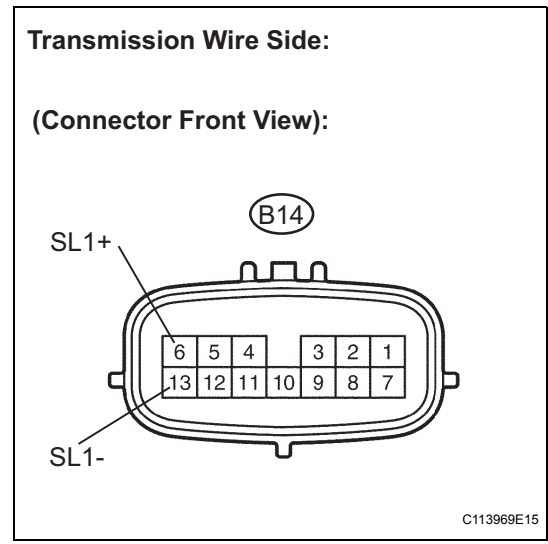 Transmission Wire Side:
(Connector Front View):
B14
SL1+
6 5 4 3 2 1
13 12 11 10 9 8 7
SL1-
C113969E15